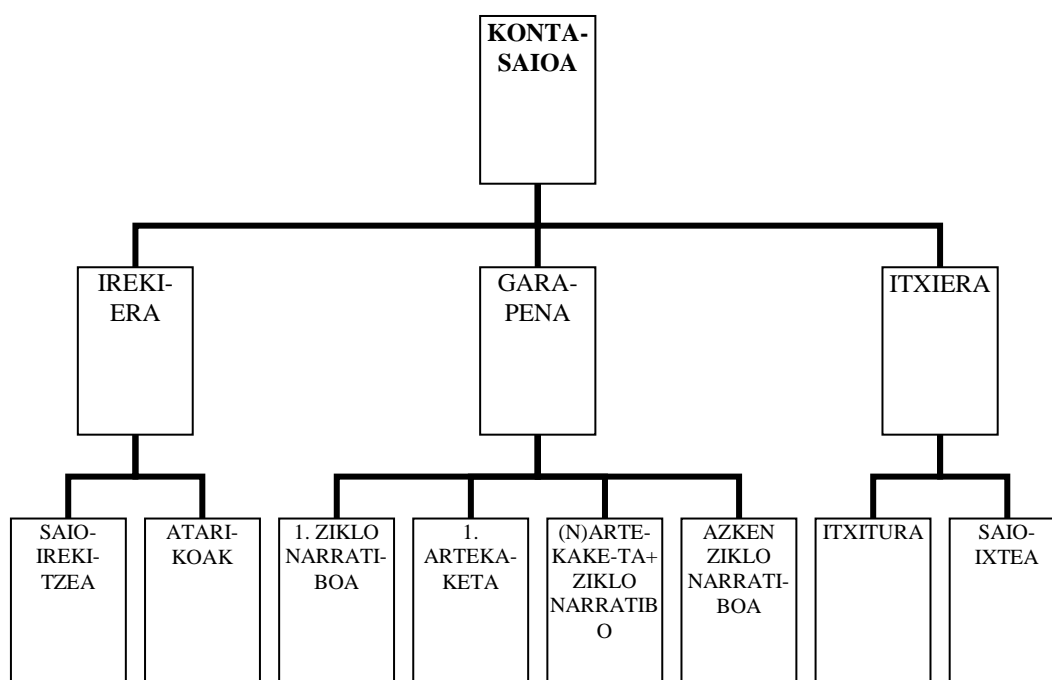 KONTA-
SAIOA
IREKI-
ERA
GARA-
PENA
ITXIERA
SAIO-
IREKI-
TZEA
ATARI-
KOAK
1. ZIKLO
NARRATI-
BOA
1.
ARTEKA-
KETA
(N)ARTE-
KAKE-TA+
ZIKLO
NARRATIB
O
AZKEN
ZIKLO
NARRATI-
BOA
ITXITURA
SAIO-
IXTEA